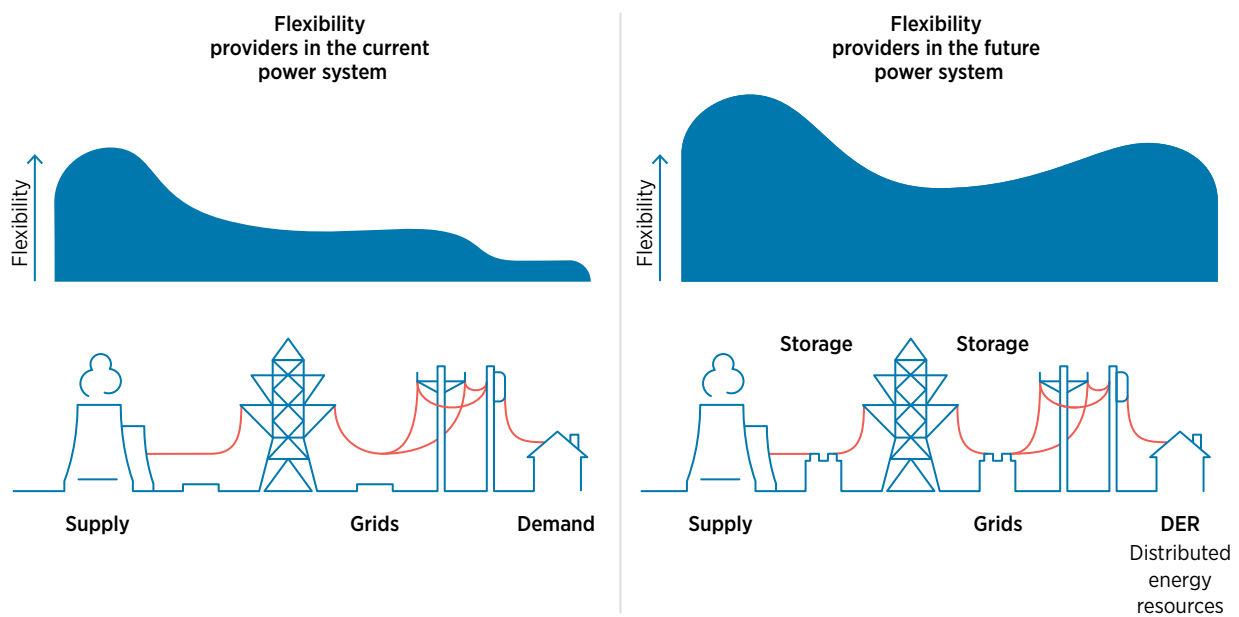 Flexibility
providers in the current
power system
Flexibility
Supply
Grids
Demand
Flexibility
providers in the future
power system
Flexibility
Storage
Storage
Supply
Grids
DER
Distributed
energy
resources